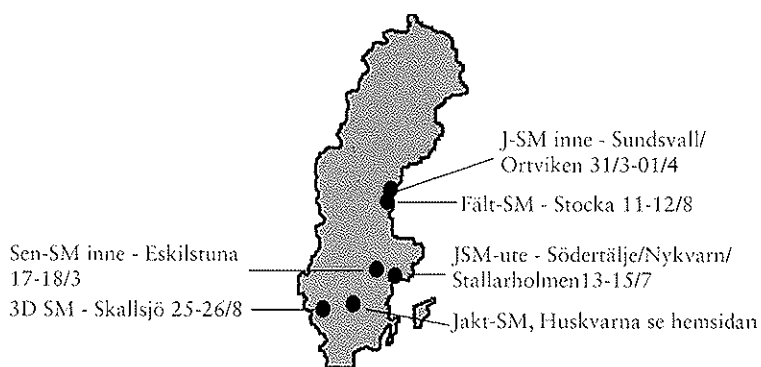 J-SM inne - Sundsvall/
Ortviken 31/3-01/4
Fält-SM - Stocka 11-12/8
Sen-SM inne - Eskilstuna
17-18/3
JSM-ute - Södertälje/Nykvarn/
Stallarholmen13-15/7
3D SM - Skallsjö 25-26/8
Jakt-SM, Huskvarna se hemsidan